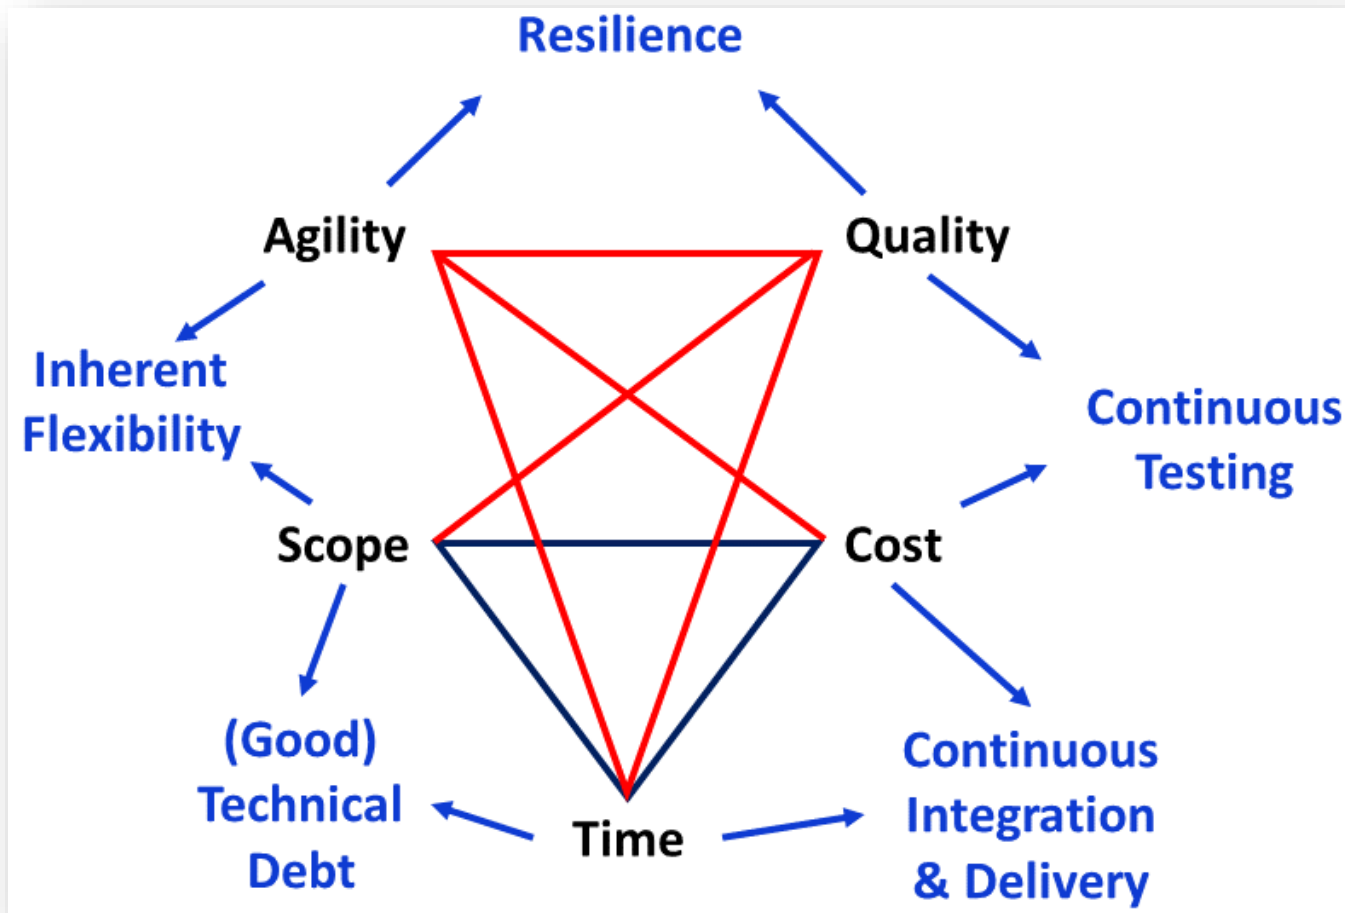 Resilience
Agility
Quality
Inherent
Flexibility
Continuous
Testing
Scope
Cost
(Good)
Technical
Debt
Time
Continuous
Integration
& Delivery